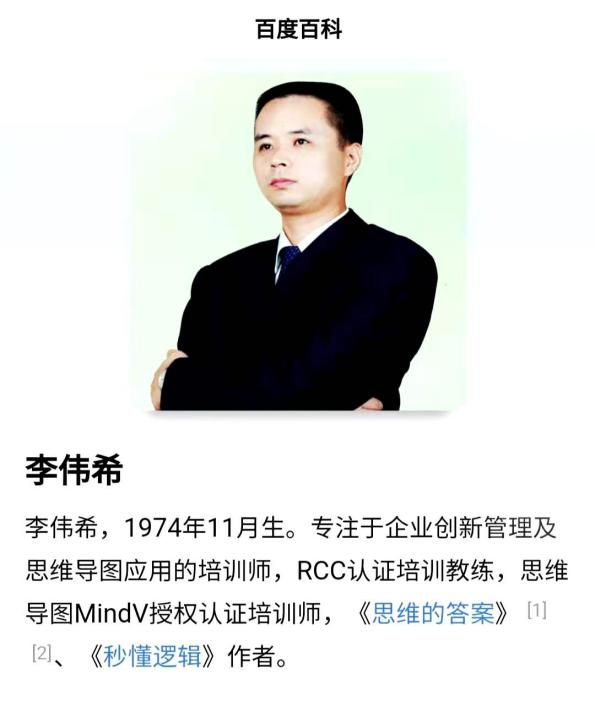 百度百科
李伟希
李伟希，1974年11月生。专注于企业创新管理及
思维导图应用的培训师，RCC认证培训教练，思维
导图MindV授权认证培训师，《思维的答案》 [1]
[2]、《秒懂逻辑》作者。